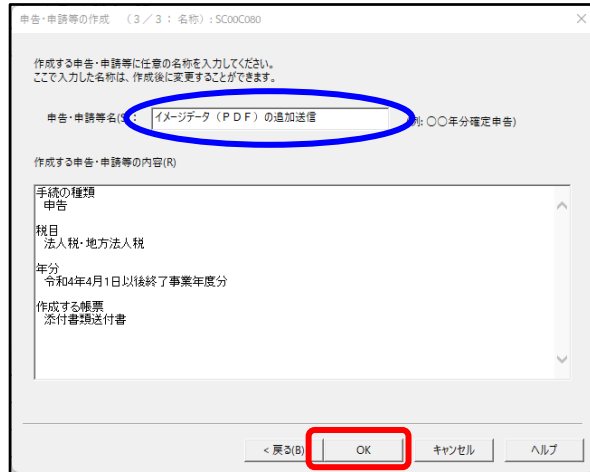 申告・申請等の作成 （３／３：名称）：SC00C080
作成する申告・申請等に任意の名称を入力してください。
ここで入力した名称は、作成後に変更することができます。
申告・申請等名(S)： イメージデータ（ＰＤＦ）の追加送信 例：〇〇年分確定申告)
作成する申告・申請等の内容(R)
手続の種類
申告
税目
法人税・地方法人税
年分
令和4年4月1日以後終了事業年度分
作成する帳票
添付書類送付書
< 戻る(B) OK キャンセル ヘルプ